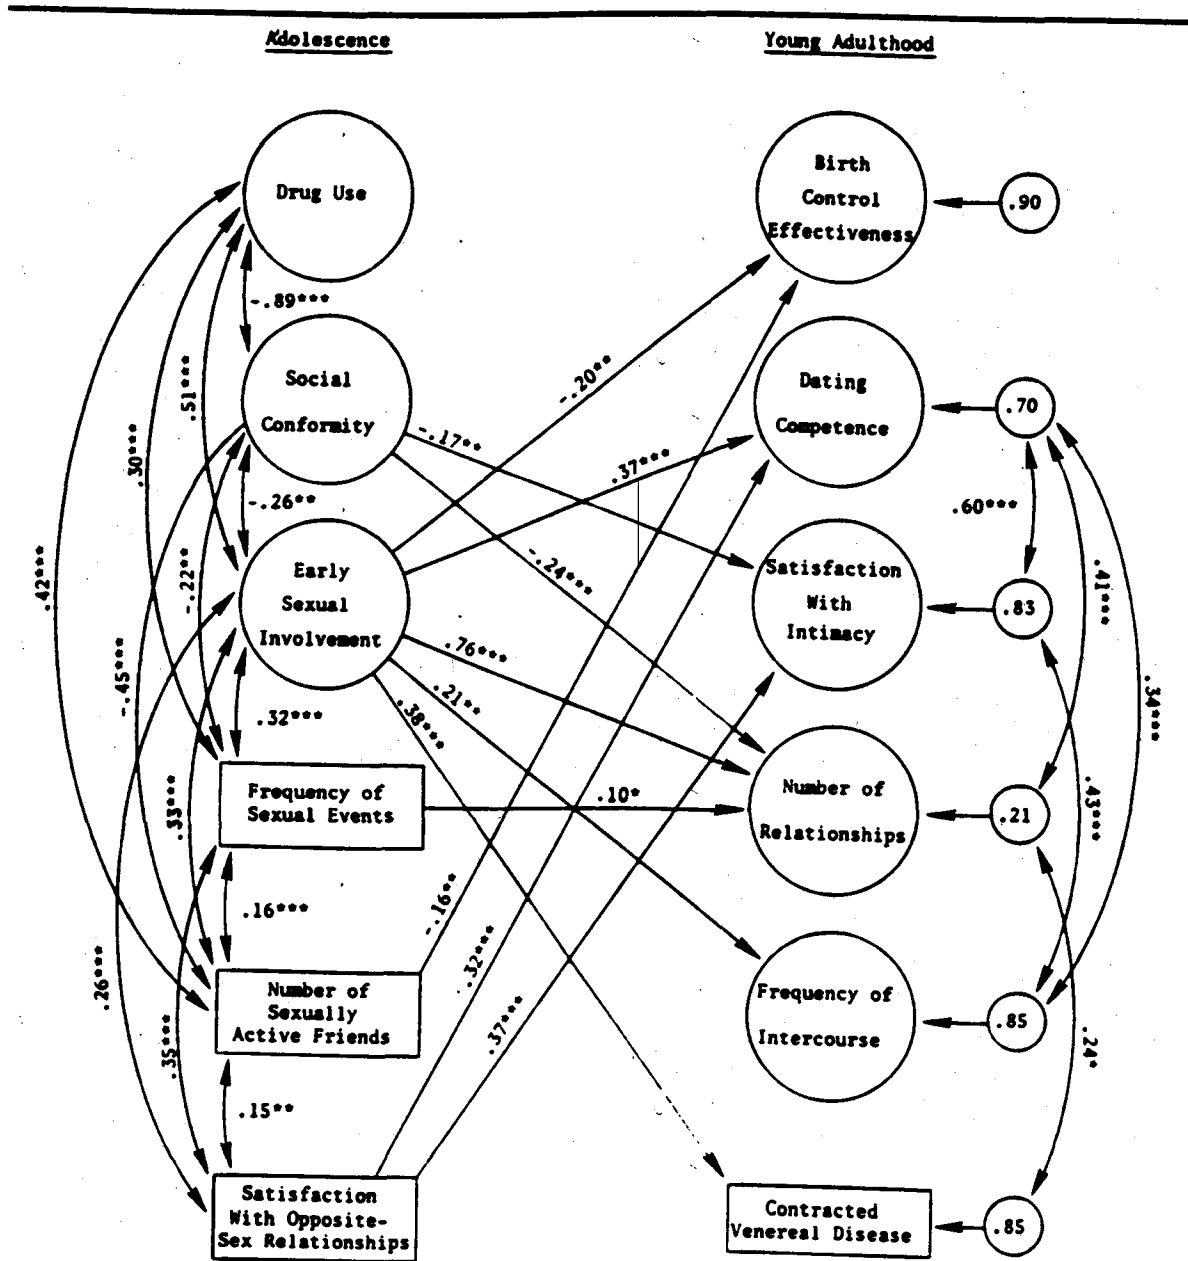 Adolescence
Young Adulthood
Drug Use
Birth
Control
Effectiveness
.90
-.89***
Social
Conformity
Dating
Competence
.70
.51***
.30***
-.20**
-.17**
.37***
-.26**
.60***
Early
Sexual
Involvement
Satisfaction
With
Intimacy
.83
.42***
-.22**
-.24***
.41***
-.45***
.76***
.21**
.38***
.34***
.32***
Frequency of
Sexual Events
.10*
Number of
Relationships
.21
.33***
.43***
.16***
-.16**
.26***
.32***
Number of
Sexually
Active Friends
.37***
Frequency of
Intercourse
.85
.35***
.24*
.15**
Satisfaction
With Opposite-
Sex Relationships
Contracted
Venereal Disease
.85